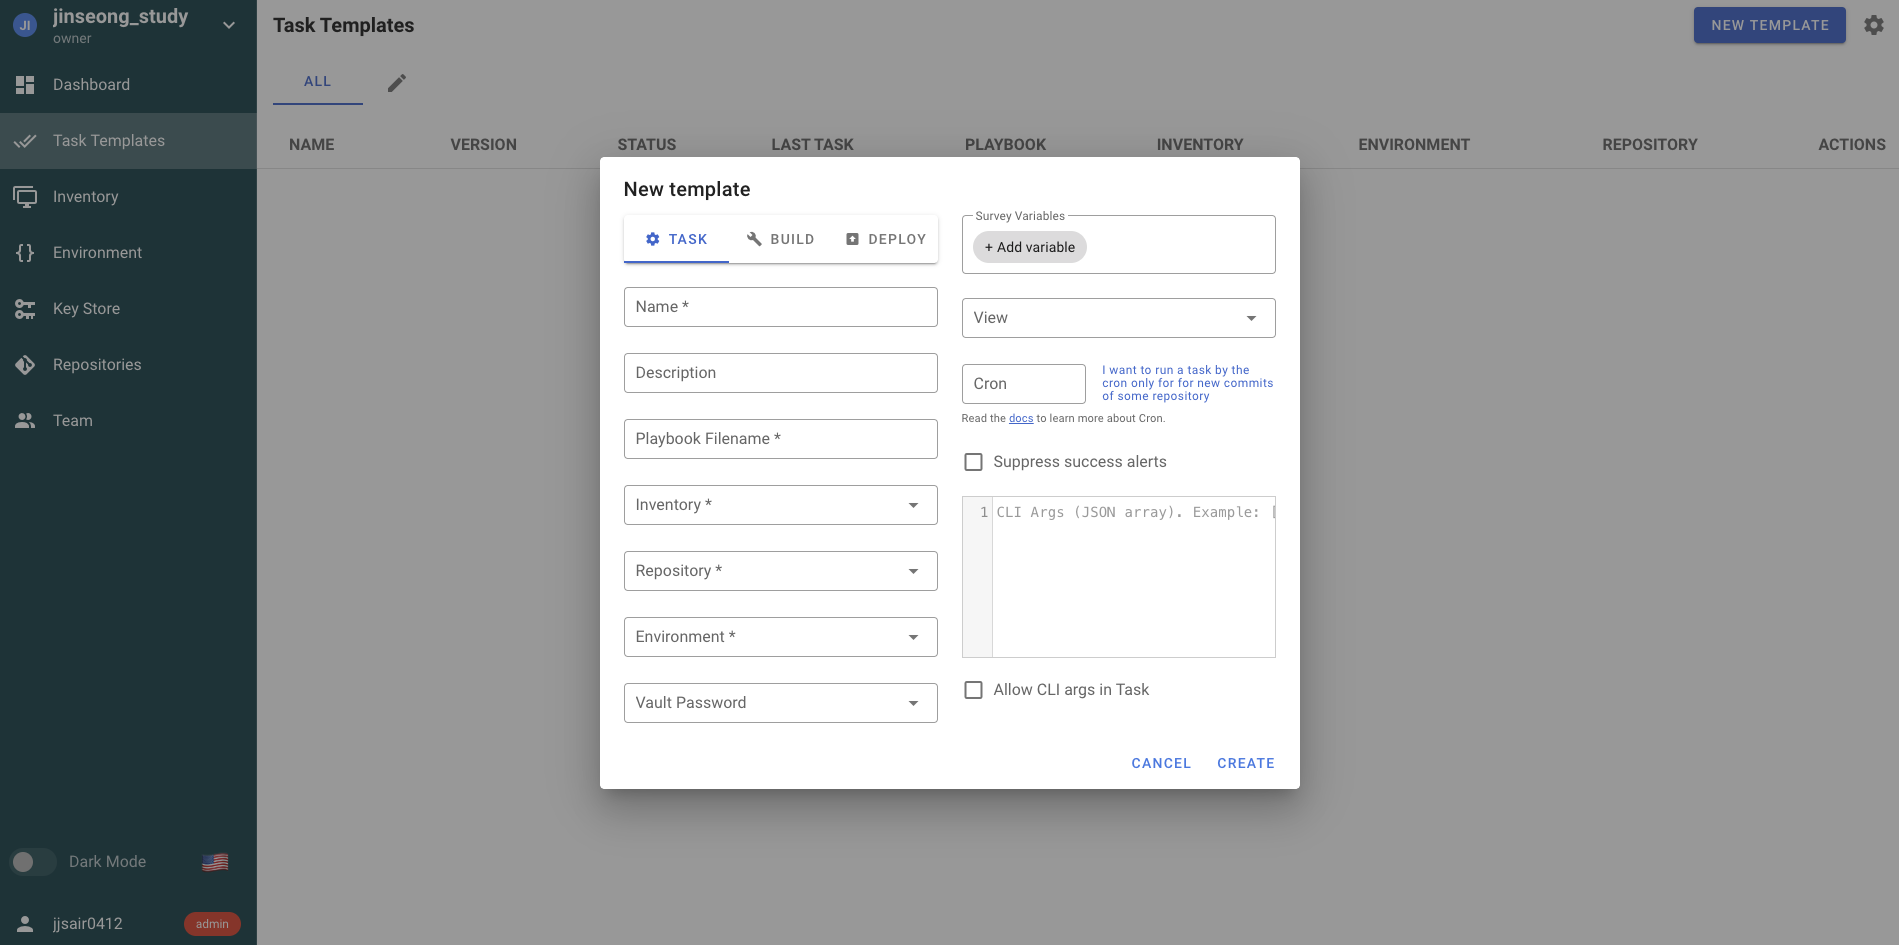 JI
jinseong_study
owner
Dashboard
Task Templates
Inventory
Environment
Key Store
Repositories
Team
Dark Mode
jjsair0412
admin
Task Templates
NEW TEMPLATE
ALL
NAME VERSION STATUS LAST TASK PLAYBOOK INVENTORY ENVIRONMENT REPOSITORY ACTIONS
New template
TASK BUILD DEPLOY
Name *
Description
Playbook Filename *
Inventory *
Repository *
Environment *
Vault Password
Survey Variables
+ Add variable
View
Cron
I want to run a task by the
cron only for for new commits
of some repository
Read the docs to learn more about Cron.
Suppress success alerts
1 CLI Args (JSON array). Example: [
Allow CLI args in Task
CANCEL CREATE